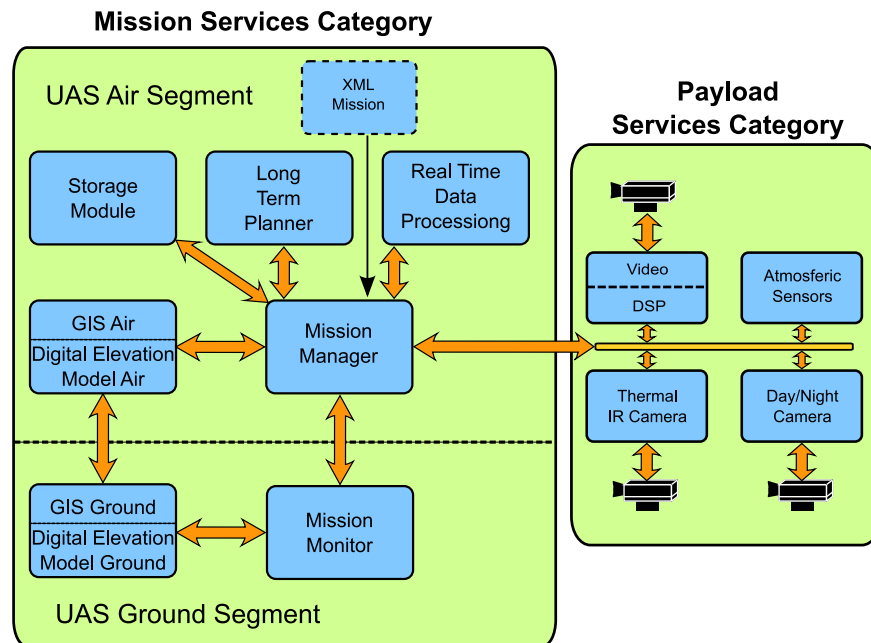 Mission Services Category
UAS Air Segment
XML
Mission
Storage
Module
Long
Term
Planner
Real Time
Data
Processiong
GIS Air
Digital Elevation
Model Air
Mission
Manager
GIS Ground
Digital Elevation
Model Ground
Mission
Monitor
UAS Ground Segment
Payload
Services Category
Video
DSP
Atmosferic
Sensors
Thermal
IR Camera
Day/Night
Camera